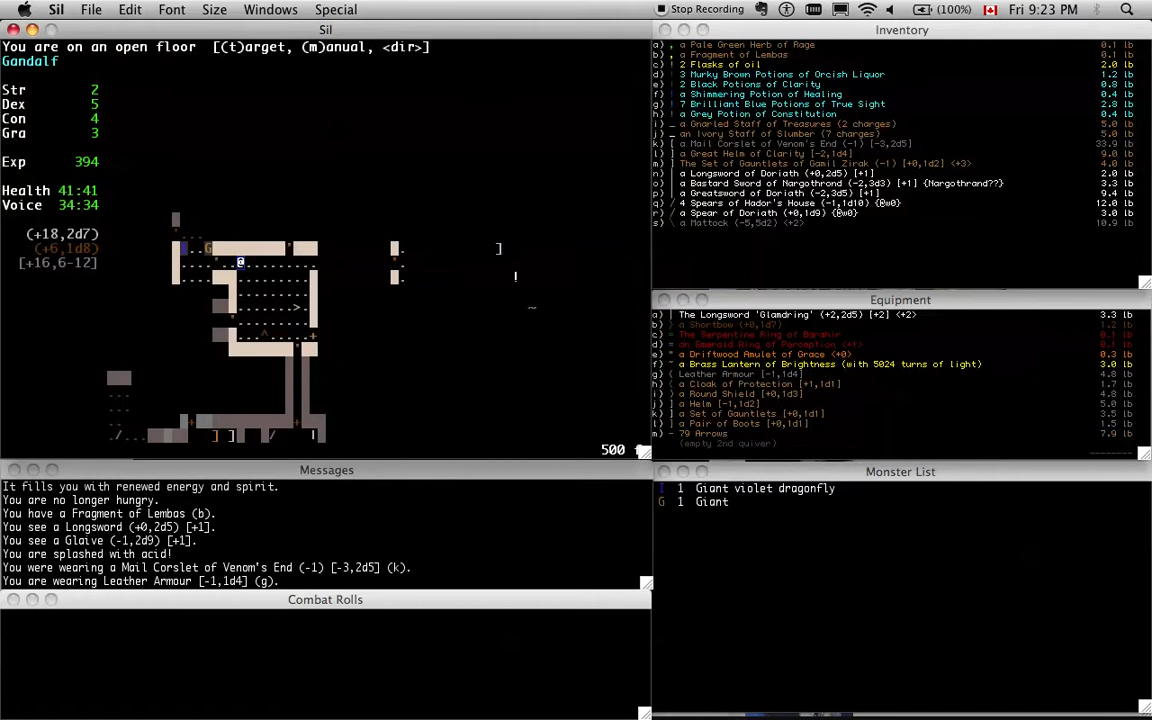 Sil File Edit Font Size Windows Special Stop Recording (100%) Fri 9:23 PM
Sil
You are on an open floor [(t)arget, (m)anual, <dir>]
Gandalf
Str 2
Dex 5
Con 4
Gra 3
Exp 394
Health 41:41
Voice 34:34
(+18,2d7)
(+6,1d8)
[+16,6-12]
500 f
Inventory
a) , a Pale Green Herb of Rage 0.1 lb
b) , a Fragment of Lembas 0.1 lb
c) ! 2 Flasks of oil 2.0 lb
d) ! 3 Murky Brown Potions of Orcish Liquor 1.2 lb
e) ! 2 Black Potions of Clarity 0.8 lb
f) ! a Shimmering Potion of Healing 0.4 lb
g) ! 7 Brilliant Blue Potions of True Sight 2.8 lb
h) ! a Grey Potion of Constitution 0.4 lb
i) _ a Gnarled Staff of Treasures (2 charges) 5.0 lb
j) _ an Ivory Staff of Slumber (7 charges) 5.0 lb
k) [ a Mail Corslet of Venom's End (-1) [-3,2d5] 33.9 lb
l) ] a Great Helm of Clarity [-2,1d4] 9.0 lb
m) ] The Set of Gauntlets of Gamil Zirak (-1) [+0,1d2] <+3> 4.0 lb
n) | a Longsword of Doriath (+0,2d5) [+1] 2.0 lb
o) | a Bastard Sword of Nargothrond (-2,3d3) [+1] {Nargothrand??} 3.3 lb
p) | a Greatsword of Doriath (-2,3d5) [+1] 9.4 lb
q) / 4 Spears of Hador's House (-1,1d10) {@w0} 12.0 lb
r) / a Spear of Doriath (+0,1d9) {@w0} 3.0 lb
s) \ a Mattock (-5,5d2) <+2> 10.9 lb
Equipment
a) | The Longsword 'Glamdring' (+2,2d5) [+2] <+2> 3.3 lb
b) } a Shortbow (+0,1d7) 1.2 lb
c) = The Serpentine Ring of Barahir 0.1 lb
d) = an Emerald Ring of Perception <+1> 0.1 lb
e) " a Driftwood Amulet of Grace <+0> 0.3 lb
f) ~ a Brass Lantern of Brightness (with 5024 turns of light) 3.0 lb
g) ( Leather Armour [-1,1d4] 4.8 lb
h) ( a Cloak of Protection [+1,1d1] 1.7 lb
i) ) a Round Shield [+0,1d3] 4.8 lb
j) ] a Helm [-1,1d2] 5.0 lb
k) ] a Set of Gauntlets [+0,1d1] 3.5 lb
l) ] a Pair of Boots [+0,1d1] 1.5 lb
m) - 79 Arrows 7.9 lb
(empty 2nd quiver)
Messages
It fills you with renewed energy and spirit.
You are no longer hungry.
You have a Fragment of Lembas (b).
You see a Longsword (+0,2d5) [+1].
You see a Glaive (-1,2d9) [+1].
You are splashed with acid!
You were wearing a Mail Corslet of Venom's End (-1) [-3,2d5] (k).
You are wearing Leather Armour [-1,1d4] (g).
Monster List
I 1 Giant violet dragonfly
G 1 Giant
Combat Rolls